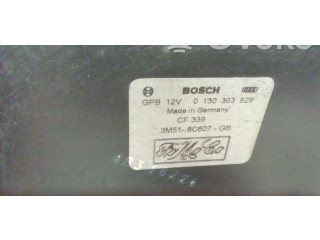 BOSCH
GPB 12V 0 130 303 929
Made in Germany
CF 339
3M51-8C607-GB